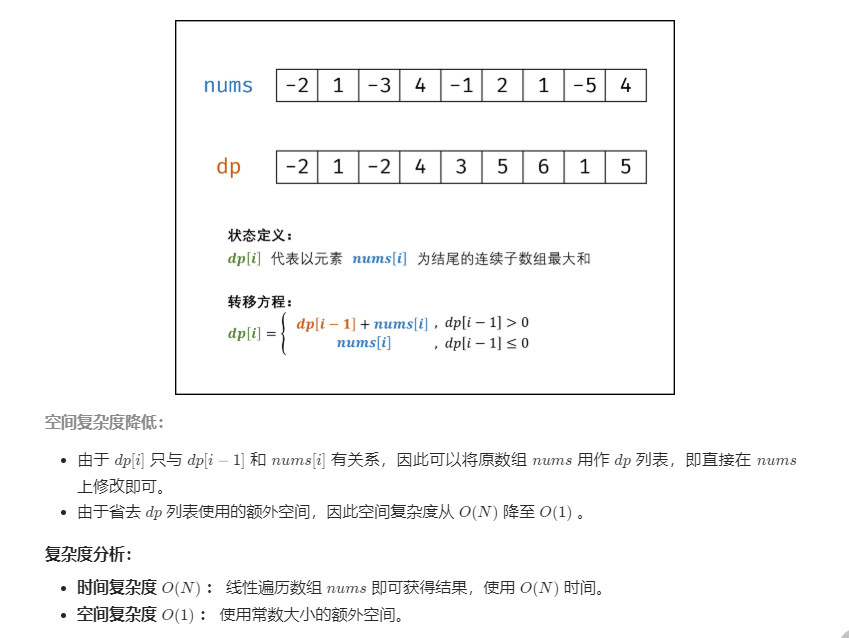 nums -2 1 -3 4 -1 2 1 -5 4
dp -2 1 -2 4 3 5 6 1 5
状态定义：
dp[i] 代表以元素 nums[i] 为结尾的连续子数组最大和
转移方程：
dp[i] = { dp[i − 1] + nums[i] , dp[i − 1] > 0
nums[i] , dp[i − 1] ≤ 0
空间复杂度降低：
• 由于 dp[i] 只与 dp[i − 1] 和 nums[i] 有关系，因此可以将原数组 nums 用作 dp 列表，即直接在 nums
上修改即可。
• 由于省去 dp 列表使用的额外空间，因此空间复杂度从 O(N) 降至 O(1) 。
复杂度分析：
• 时间复杂度 O(N) ： 线性遍历数组 nums 即可获得结果，使用 O(N) 时间。
• 空间复杂度 O(1) ： 使用常数大小的额外空间。